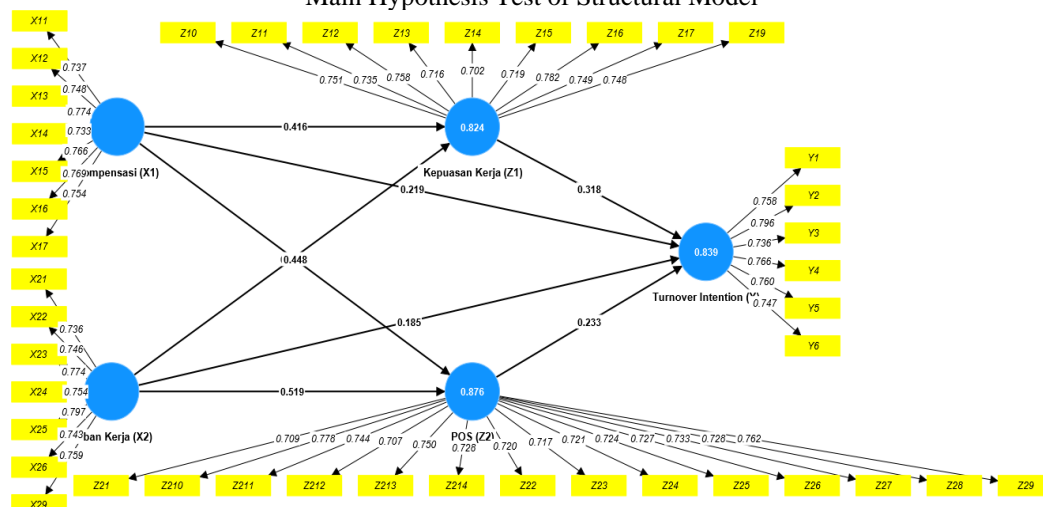 Main Hypothesis Test of Structural Model
X11
X12
X13
X14
X15
X16
X17
0.737
0.748
0.774
0.733
0.766
0.769
0.754
ompensasi (X1)
Z10 Z11 Z12 Z13 Z14 Z15 Z16 Z17 Z19
0.751 0.735 0.758 0.716 0.702 0.719 0.782 0.749 0.748
0.824
Kepuasan Kerja (Z1)
0.416
0.219
0.448
0.318
0.185
0.233
0.519
0.839
Turnover Intention (Y)
Y1
Y2
Y3
Y4
Y5
Y6
0.758
0.796
0.736
0.766
0.760
0.747
X21
X22
X23
X24
X25
X26
X29
0.736
0.746
0.774
0.754
0.797
0.743
0.759
ban Kerja (X2)
0.876
POS (Z2)
0.709 0.778 0.744 0.707 0.750 0.728 0.720 0.717 0.721 0.724 0.727 0.733 0.728 0.762
Z21 Z210 Z211 Z212 Z213 Z214 Z22 Z23 Z24 Z25 Z26 Z27 Z28 Z29